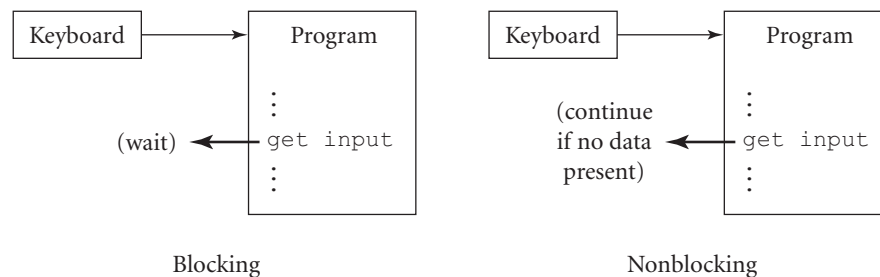 Keyboard
Program
⋮
(wait)
get input
⋮
Blocking
Keyboard
Program
⋮
(continue
if no data
present)
get input
⋮
Nonblocking